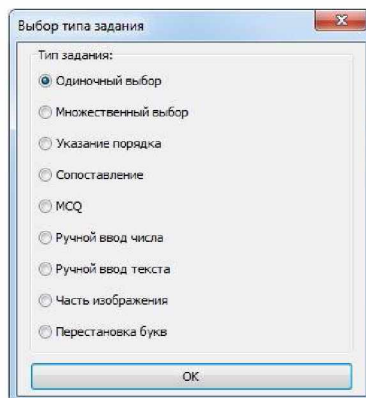 Выбор типа задания
Тип задания:
Одиночный выбор
Множественный выбор
Указание порядка
Сопоставление
MCQ
Ручной ввод числа
Ручной ввод текста
Часть изображения
Перестановка букв
OK